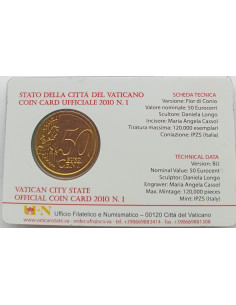 STATO DELLA CITTÀ DEL VATICANO
COIN CARD UFFICIALE 2010 N. 1
SCHEDA TECNICA
Versione: Fior di Conio
Valore nominale: 50 Eurocent
Scultore: Daniela Longo
Incisore: Maria Angela Cassol
Tiratura massima: 120.000 esemplari
Coniazione: IPZS (Italia)
50
EURO
CENT
TECHNICAL DATA
Version: BU
Nominal Value: 50 Eurocent
Sculptor: Daniela Longo
Engraver: Maria Angela Cassol
Max. Mintage: 120,000 pieces
Mint: IPZS (Italy)
VATICAN CITY STATE
OFFICIAL COIN CARD 2010 N. 1
Ufficio Filatelico e Numismatico – 00120 Città del Vaticano